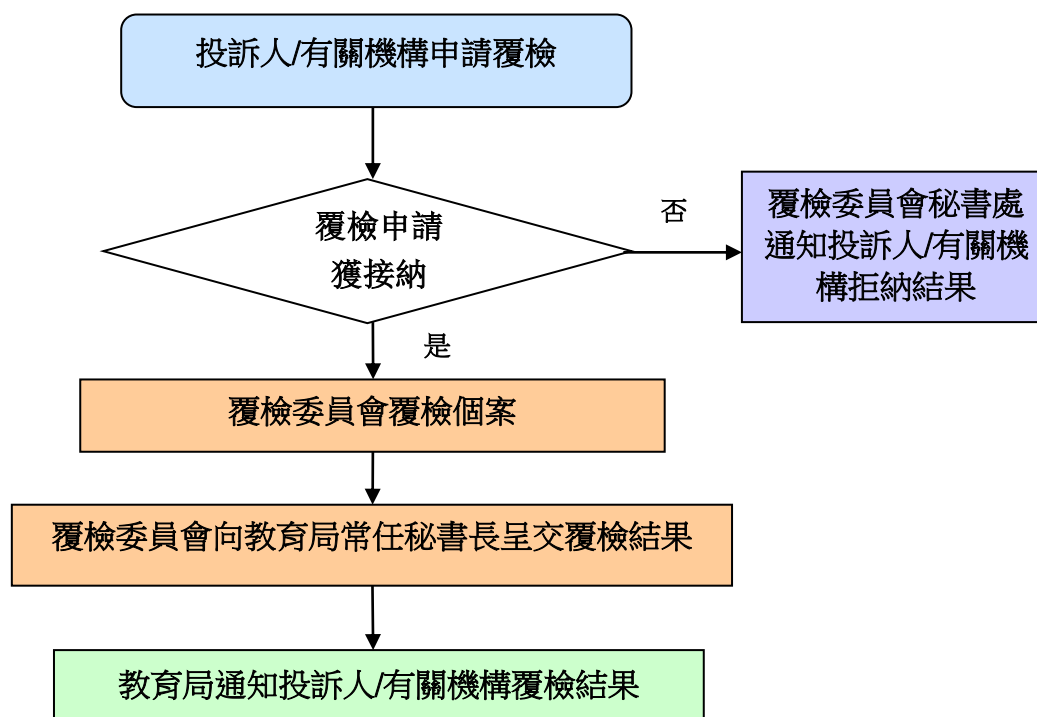 投訴人/有關機構申請覆檢
覆檢申請
獲接納
否
覆檢委員會秘書處
通知投訴人/有關機
構拒納結果
是
覆檢委員會覆檢個案
覆檢委員會向教育局常任秘書長呈交覆檢結果
教育局通知投訴人/有關機構覆檢結果